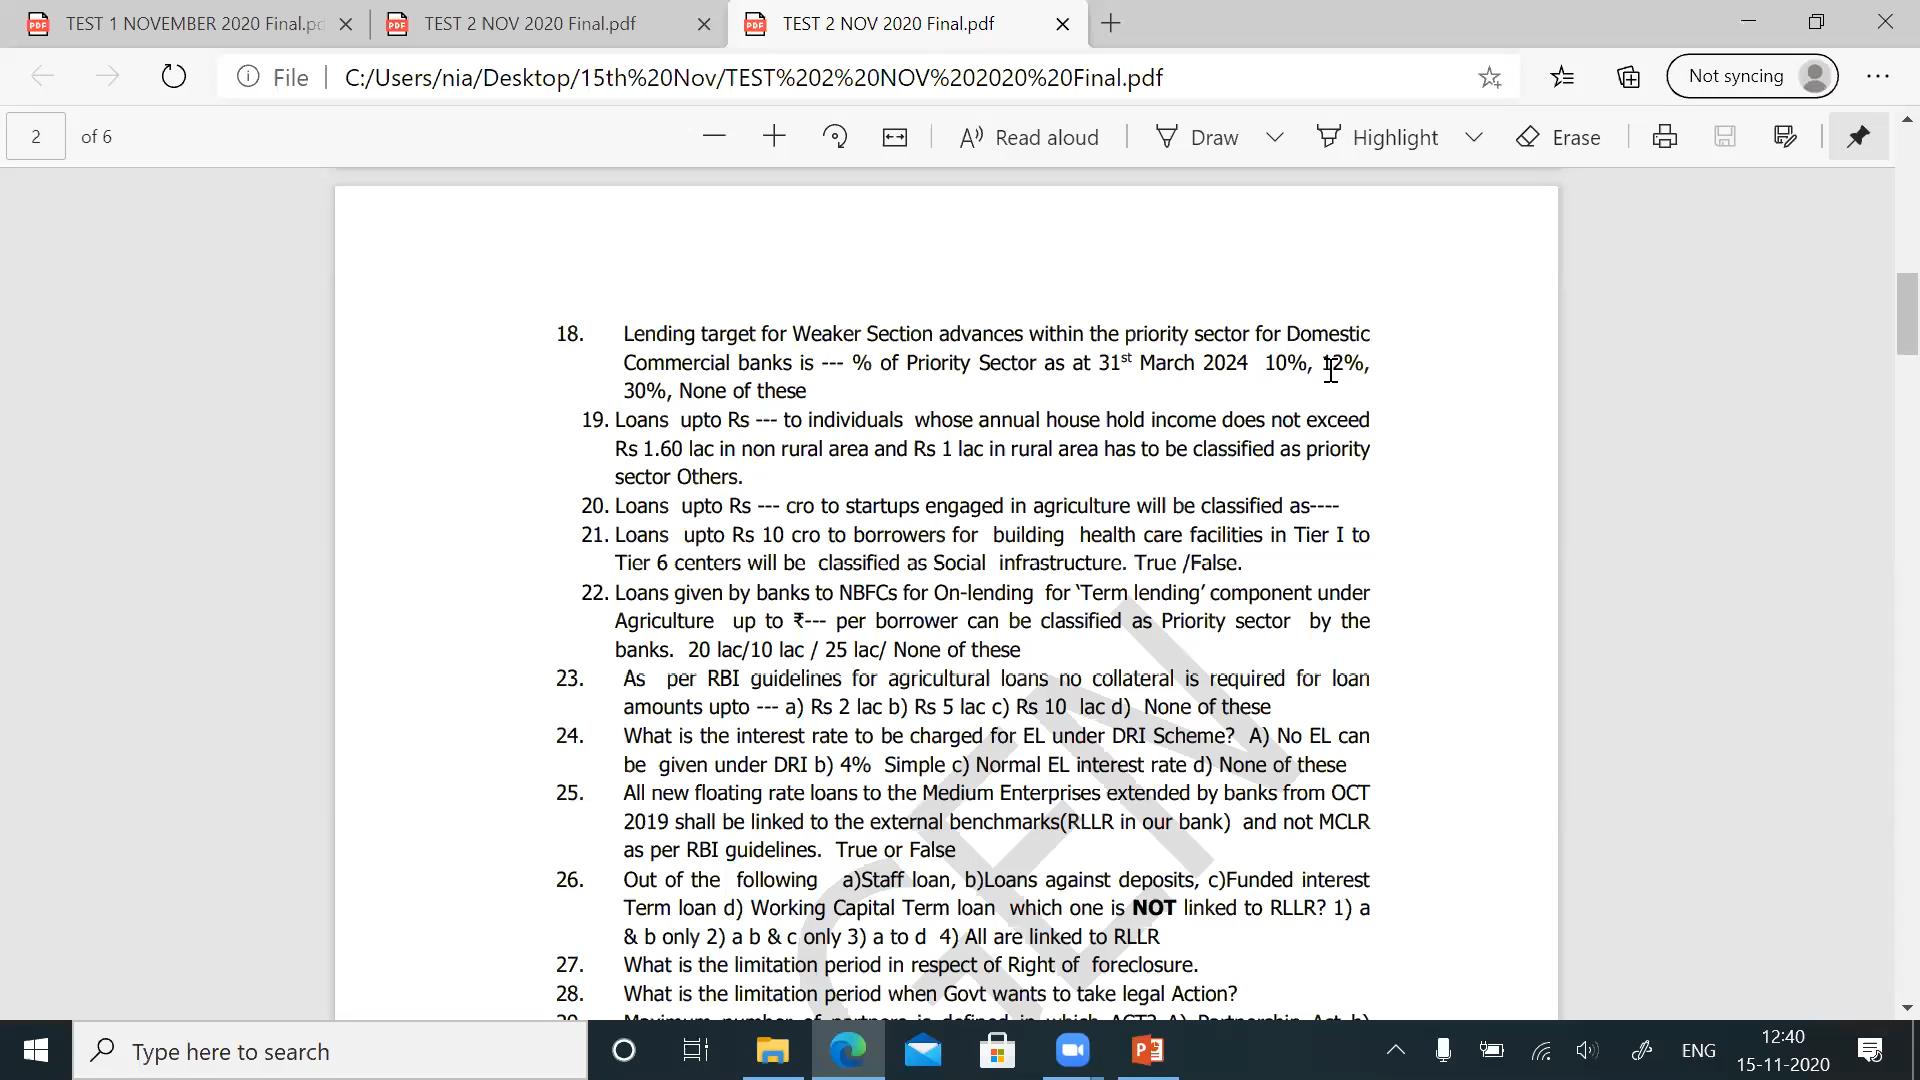 TEST 1 NOVEMBER 2020 Final.pd
TEST 2 NOV 2020 Final.pdf
TEST 2 NOV 2020 Final.pdf
File
C:/Users/nia/Desktop/15th%20Nov/TEST%202%20NOV%202020%20Final.pdf
Not syncing
2 of 6
Read aloud
Draw
Highlight
Erase
18. Lending target for Weaker Section advances within the priority sector for Domestic
Commercial banks is --- % of Priority Sector as at 31st March 2024 10%, 12%,
30%, None of these
19. Loans upto Rs --- to individuals whose annual house hold income does not exceed
Rs 1.60 lac in non rural area and Rs 1 lac in rural area has to be classified as priority
sector Others.
20. Loans upto Rs --- cro to startups engaged in agriculture will be classified as----
21. Loans upto Rs 10 cro to borrowers for building health care facilities in Tier I to
Tier 6 centers will be classified as Social infrastructure. True /False.
22. Loans given by banks to NBFCs for On-lending for ‘Term lending’ component under
Agriculture up to ₹--- per borrower can be classified as Priority sector by the
banks. 20 lac/10 lac / 25 lac/ None of these
23. As per RBI guidelines for agricultural loans no collateral is required for loan
amounts upto --- a) Rs 2 lac b) Rs 5 lac c) Rs 10 lac d) None of these
24. What is the interest rate to be charged for EL under DRI Scheme? A) No EL can
be given under DRI b) 4% Simple c) Normal EL interest rate d) None of these
25. All new floating rate loans to the Medium Enterprises extended by banks from OCT
2019 shall be linked to the external benchmarks(RLLR in our bank) and not MCLR
as per RBI guidelines. True or False
26. Out of the following a)Staff loan, b)Loans against deposits, c)Funded interest
Term loan d) Working Capital Term loan which one is NOT linked to RLLR? 1) a
& b only 2) a b & c only 3) a to d 4) All are linked to RLLR
27. What is the limitation period in respect of Right of foreclosure.
28. What is the limitation period when Govt wants to take legal Action?
29. Maximum number of partners is defined in which ACT? A) Partnership Act b)
Type here to search
ENG
12:40
15-11-2020